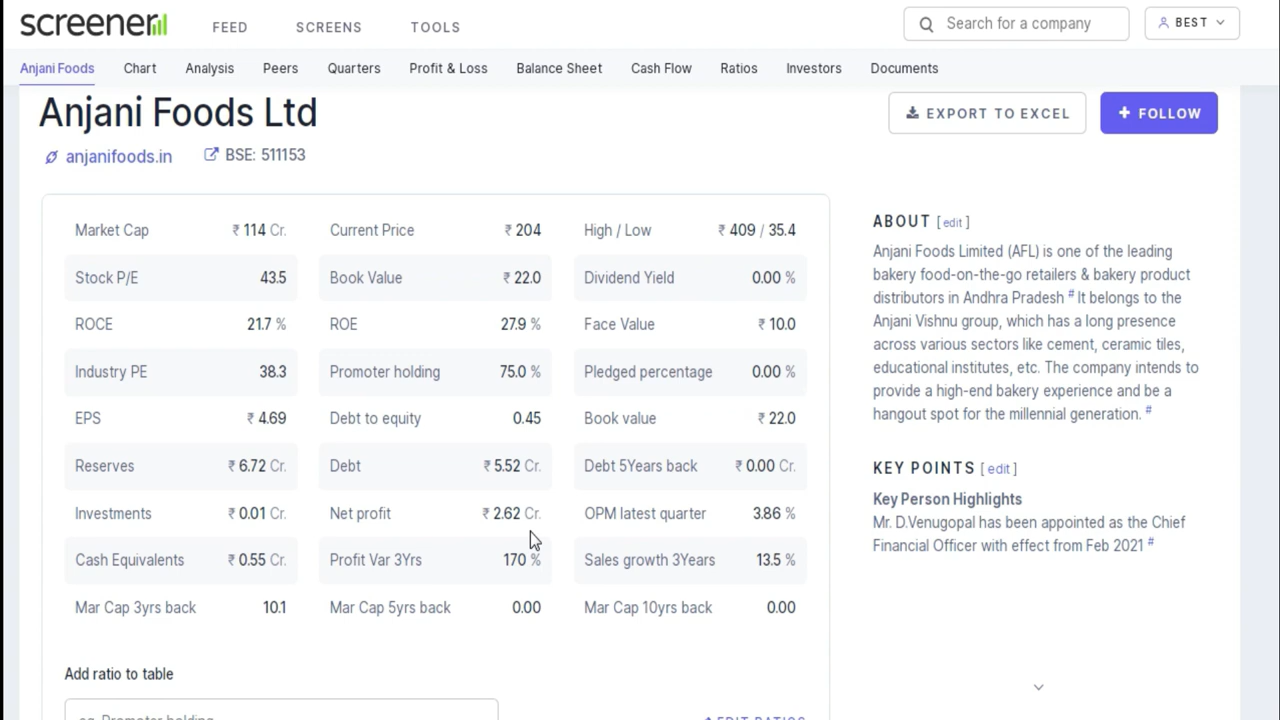 screener
FEED SCREENS TOOLS
Search for a company
BEST
Anjani Foods Chart Analysis Peers Quarters Profit & Loss Balance Sheet Cash Flow Ratios Investors Documents
Anjani Foods Ltd
EXPORT TO EXCEL
+ FOLLOW
anjanifoods.in BSE: 511153
Market Cap ₹ 114 Cr. Current Price ₹ 204 High / Low ₹ 409 / 35.4
Stock P/E 43.5 Book Value ₹ 22.0 Dividend Yield 0.00 %
ROCE 21.7 % ROE 27.9 % Face Value ₹ 10.0
Industry PE 38.3 Promoter holding 75.0 % Pledged percentage 0.00 %
EPS ₹ 4.69 Debt to equity 0.45 Book value ₹ 22.0
Reserves ₹ 6.72 Cr. Debt ₹ 5.52 Cr. Debt 5Years back ₹ 0.00 Cr.
Investments ₹ 0.01 Cr. Net profit ₹ 2.62 Cr. OPM latest quarter 3.86 %
Cash Equivalents ₹ 0.55 Cr. Profit Var 3Yrs 170 % Sales growth 3Years 13.5 %
Mar Cap 3yrs back 10.1 Mar Cap 5yrs back 0.00 Mar Cap 10yrs back 0.00
Add ratio to table
eg. Promoter holding
EDIT RATIOS
ABOUT [ edit ]
Anjani Foods Limited (AFL) is one of the leading
bakery food-on-the-go retailers & bakery product
distributors in Andhra Pradesh # It belongs to the
Anjani Vishnu group, which has a long presence
across various sectors like cement, ceramic tiles,
educational institutes, etc. The company intends to
provide a high-end bakery experience and be a
hangout spot for the millennial generation. #
KEY POINTS [ edit ]
Key Person Highlights
Mr. D.Venugopal has been appointed as the Chief
Financial Officer with effect from Feb 2021 #